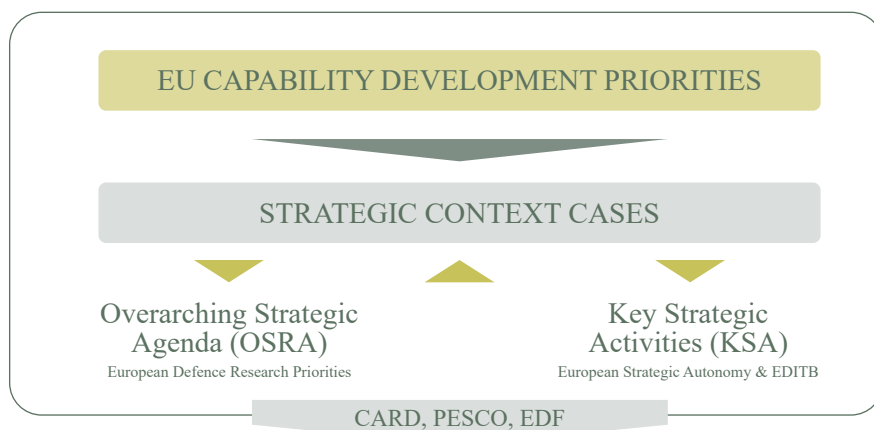 EU CAPABILITY DEVELOPMENT PRIORITIES
STRATEGIC CONTEXT CASES
Overarching Strategic
Agenda (OSRA)
European Defence Research Priorities
Key Strategic
Activities (KSA)
European Strategic Autonomy & EDITB
CARD, PESCO, EDF